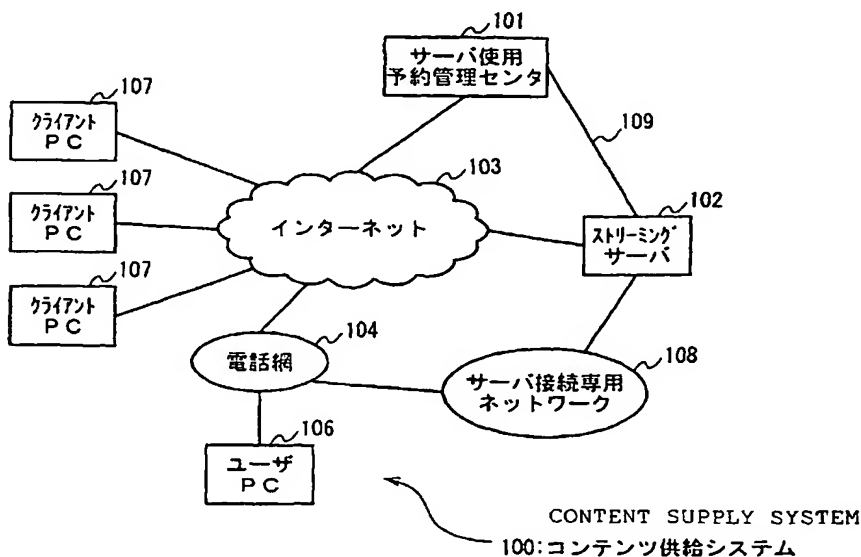 101
サーバ使用
予約管理センタ
107
クライアント
PC
109
103
102
107
クライアント
PC
インターネット
ストリーミング
サーバ
107
クライアント
PC
104
電話網
108
サーバ接続専用
ネットワーク
106
ユーザ
PC
CONTENT SUPPLY SYSTEM
100:コンテンツ供給システム